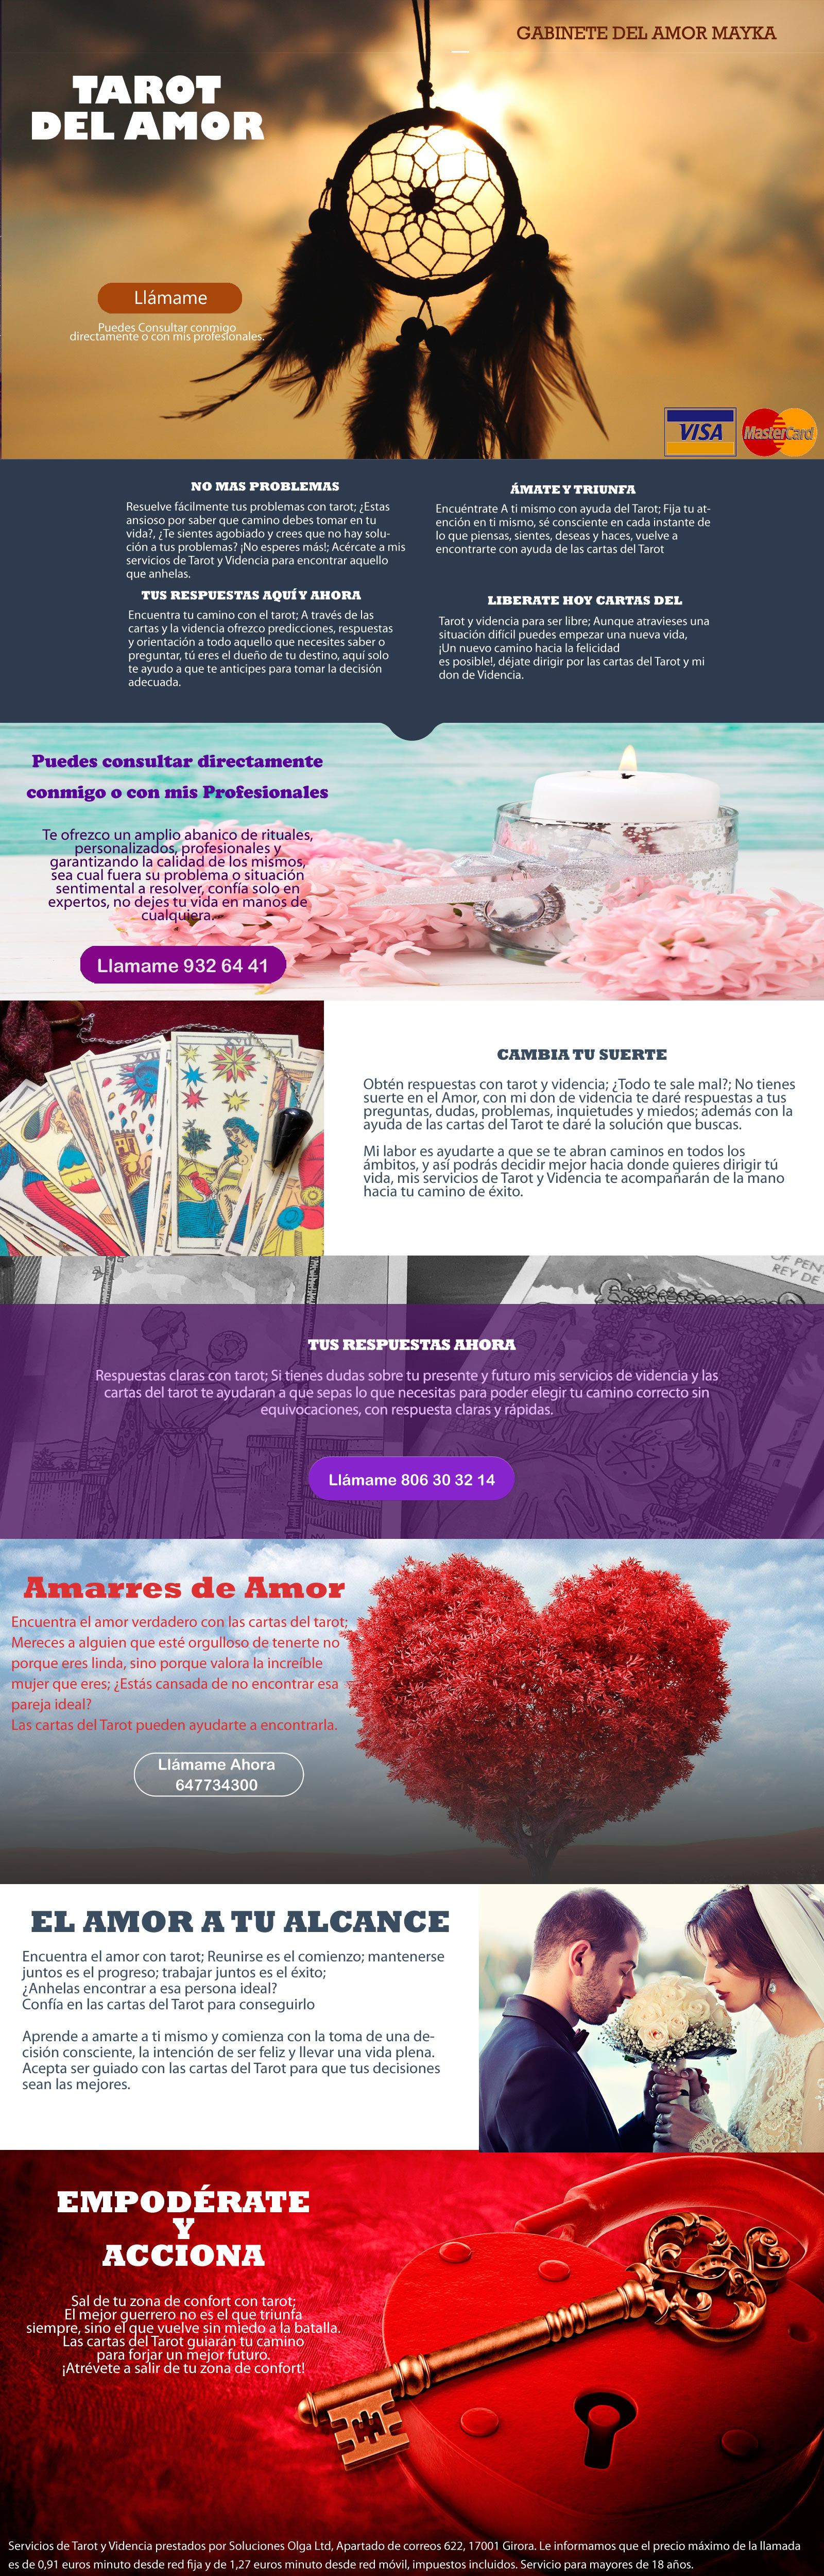 GABINETE DEL AMOR MAYKA
TAROT
DEL AMOR
Llámame
Puedes Consultar conmigo
directamente o con mis profesionales.
VISA
MasterCard
NO MAS PROBLEMAS
Resuelve fácilmente tus problemas con tarot; ¿Estas
ansioso por saber que camino debes tomar en tu
vida?, ¿Te sientes agobiado y crees que no hay solu-
ción a tus problemas? ¡No esperes más!; Acércate a mis
servicios de Tarot y Videncia para encontrar aquello
que anhelas.
ÁMATE Y TRIUNFA
Encuéntrate A ti mismo con ayuda del Tarot; Fija tu at-
ención en ti mismo, sé consciente en cada instante de
lo que piensas, sientes, deseas y haces, vuelve a
encontrarte con ayuda de las cartas del Tarot
TUS RESPUESTAS AQUÍ Y AHORA
Encuentra tu camino con el tarot; A través de las
cartas y la videncia ofrezco predicciones, respuestas
y orientación a todo aquello que necesites saber o
preguntar, tú eres el dueño de tu destino, aquí solo
te ayudo a que te anticipes para tomar la decisión
adecuada.
LIBERATE HOY CARTAS DEL
Tarot y videncia para ser libre; Aunque atravieses una
situación difícil puedes empezar una nueva vida,
¡Un nuevo camino hacia la felicidad
es posible!, déjate dirigir por las cartas del Tarot y mi
don de Videncia.
Puedes consultar directamente
conmigo o con mis Profesionales
Te ofrezco un amplio abanico de rituales,
personalizados, profesionales y
garantizando la calidad de los mismos,
sea cual fuera su problema o situación
sentimental a resolver, confía solo en
expertos, no dejes tu vida en manos de
cualquiera.
Llamame 932 64 41
XVII
CAMBIA TU SUERTE
Obtén respuestas con tarot y videncia; ¿Todo te sale mal?; No tienes
suerte en el Amor, con mi don de videncia te daré respuestas a tus
preguntas, dudas, problemas, inquietudes y miedos; además con la
ayuda de las cartas del Tarot te daré la solución que buscas.
Mi labor es ayudarte a que se te abran caminos en todos los
ámbitos, y así podrás decidir mejor hacia donde quieres dirigir tú
vida, mis servicios de Tarot y Videncia te acompañarán de la mano
hacia tu camino de éxito.
OF PEN
REY DE
TUS RESPUESTAS AHORA
Respuestas claras con tarot; Si tienes dudas sobre tu presente y futuro mis servicios de videncia y las
cartas del tarot te ayudaran a que sepas lo que necesitas para poder elegir tu camino correcto sin
equivocaciones, con respuesta claras y rápidas.
Llámame 806 30 32 14
Amarres de Amor
Encuentra el amor verdadero con las cartas del tarot;
Mereces a alguien que esté orgulloso de tenerte no
porque eres linda, sino porque valora la increíble
mujer que eres; ¿Estás cansada de no encontrar esa
pareja ideal?
Las cartas del Tarot pueden ayudarte a encontrarla.
Llámame Ahora
647734300
EL AMOR A TU ALCANCE
Encuentra el amor con tarot; Reunirse es el comienzo; mantenerse
juntos es el progreso; trabajar juntos es el éxito;
¿Anhelas encontrar a esa persona ideal?
Confía en las cartas del Tarot para conseguirlo
Aprende a amarte a ti mismo y comienza con la toma de una de-
cisión consciente, la intención de ser feliz y llevar una vida plena.
Acepta ser guiado con las cartas del Tarot para que tus decisiones
sean las mejores.
EMPODÉRATE
Y
ACCIONA
Sal de tu zona de confort con tarot;
El mejor guerrero no es el que triunfa
siempre, sino el que vuelve sin miedo a la batalla.
Las cartas del Tarot guiarán tu camino
para forjar un mejor futuro.
¡Atrévete a salir de tu zona de confort!
Servicios de Tarot y Videncia prestados por Soluciones Olga Ltd, Apartado de correos 622, 17001 Girora. Le informamos que el precio máximo de la llamada
es de 0,91 euros minuto desde red fija y de 1,27 euros minuto desde red móvil, impuestos incluidos. Servicio para mayores de 18 años.